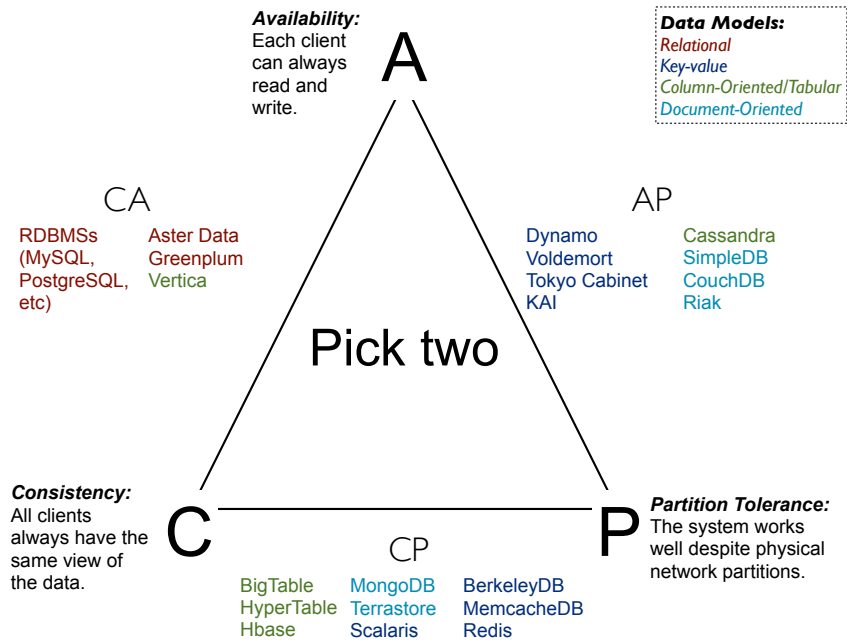 Availability:
Each client
can always
read and
write.
A
Data Models:
Relational
Key-value
Column-Oriented/Tabular
Document-Oriented
CA
RDBMSs
(MySQL,
PostgreSQL,
etc)
Aster Data
Greenplum
Vertica
AP
Dynamo
Voldemort
Tokyo Cabinet
KAI
Cassandra
SimpleDB
CouchDB
Riak
Pick two
Consistency:
All clients
always have the
same view of
the data.
C
P
Partition Tolerance:
The system works
well despite physical
network partitions.
CP
BigTable
HyperTable
Hbase
MongoDB
Terrastore
Scalaris
BerkeleyDB
MemcacheDB
Redis